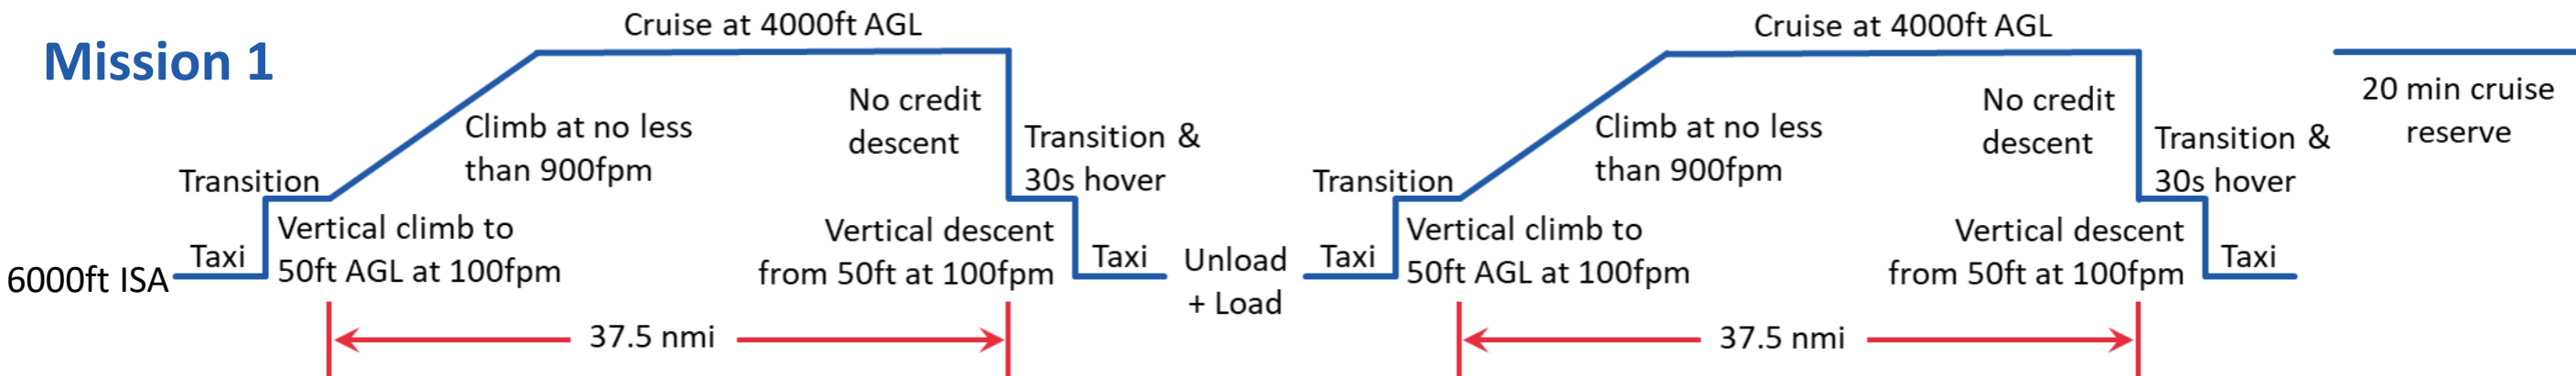 Mission 1
Cruise at 4000ft AGL
No credit
descent
Climb at no less
than 900fpm
Transition &
30s hover
Transition
Vertical climb to
50ft AGL at 100fpm
Vertical descent
from 50ft at 100fpm
Taxi
6000ft ISA
Taxi
Unload
+ Load
37.5 nmi
Cruise at 4000ft AGL
No credit
descent
Climb at no less
than 900fpm
Transition &
30s hover
Transition
Vertical climb to
50ft AGL at 100fpm
Vertical descent
from 50ft at 100fpm
Taxi
Taxi
37.5 nmi
20 min cruise
reserve